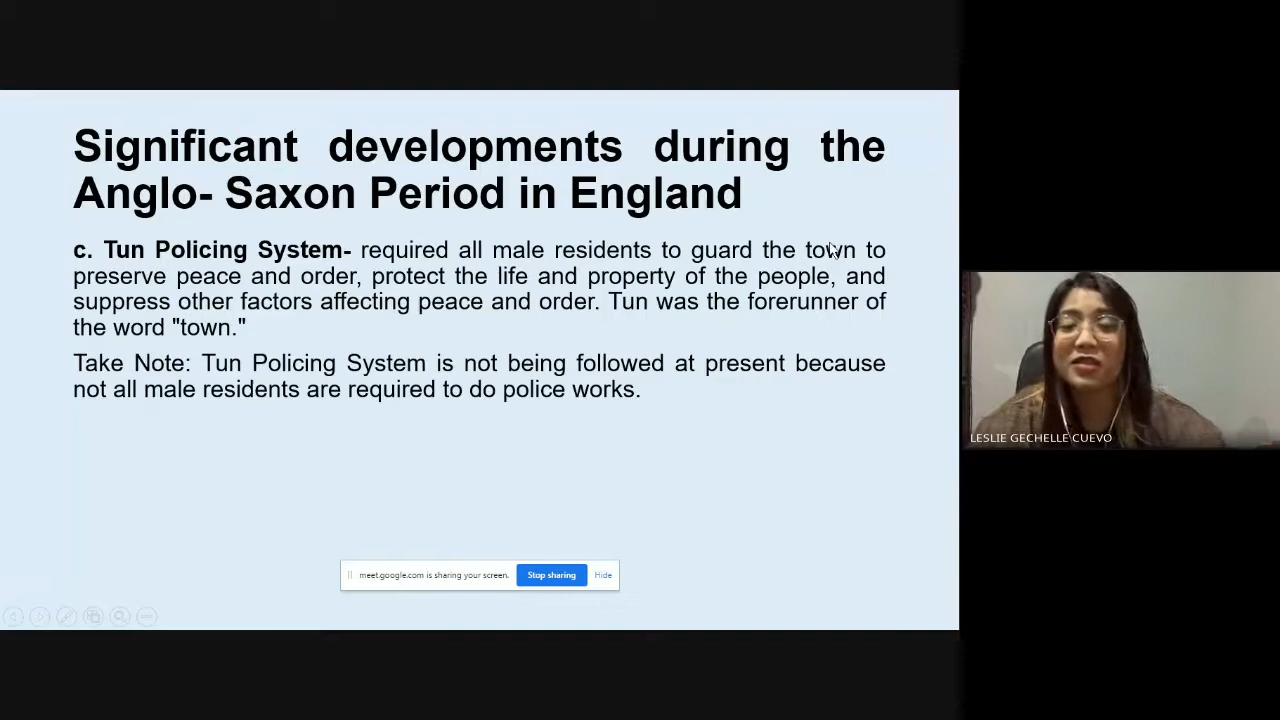 Significant developments during the
Anglo- Saxon Period in England
c. Tun Policing System- required all male residents to guard the town to
preserve peace and order, protect the life and property of the people, and
suppress other factors affecting peace and order. Tun was the forerunner of
the word "town."
Take Note: Tun Policing System is not being followed at present because
not all male residents are required to do police works.
LESLIE GECHELLE CUEVO
meet.google.com is sharing your screen.
Stop sharing
Hide